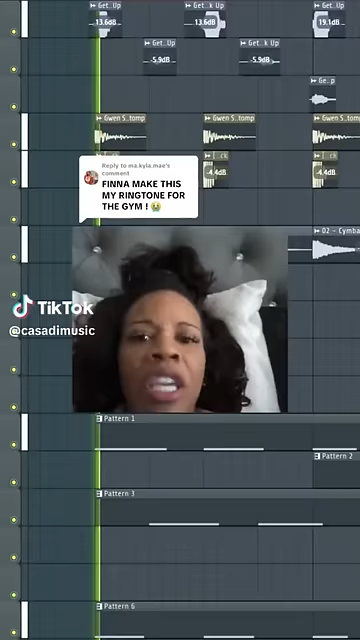 Get..Up
Get..k Up
Get..Up
13.6dB
13.6dB
19.1dB
Get..Up
Get..k Up
-5.9dB
-5.9dB
Ge..p
Gwen S..tomp
Gwen S..tomp
Gwen S..tomp
-4.4dB
-4.4dB
Reply to ma.kyla.mae's
comment
FINNA MAKE THIS
MY RINGTONE FOR
THE GYM ! 😭
02 - Cymba
TikTok
@casadimusic
Pattern 1
Pattern 2
Pattern 3
Pattern 6